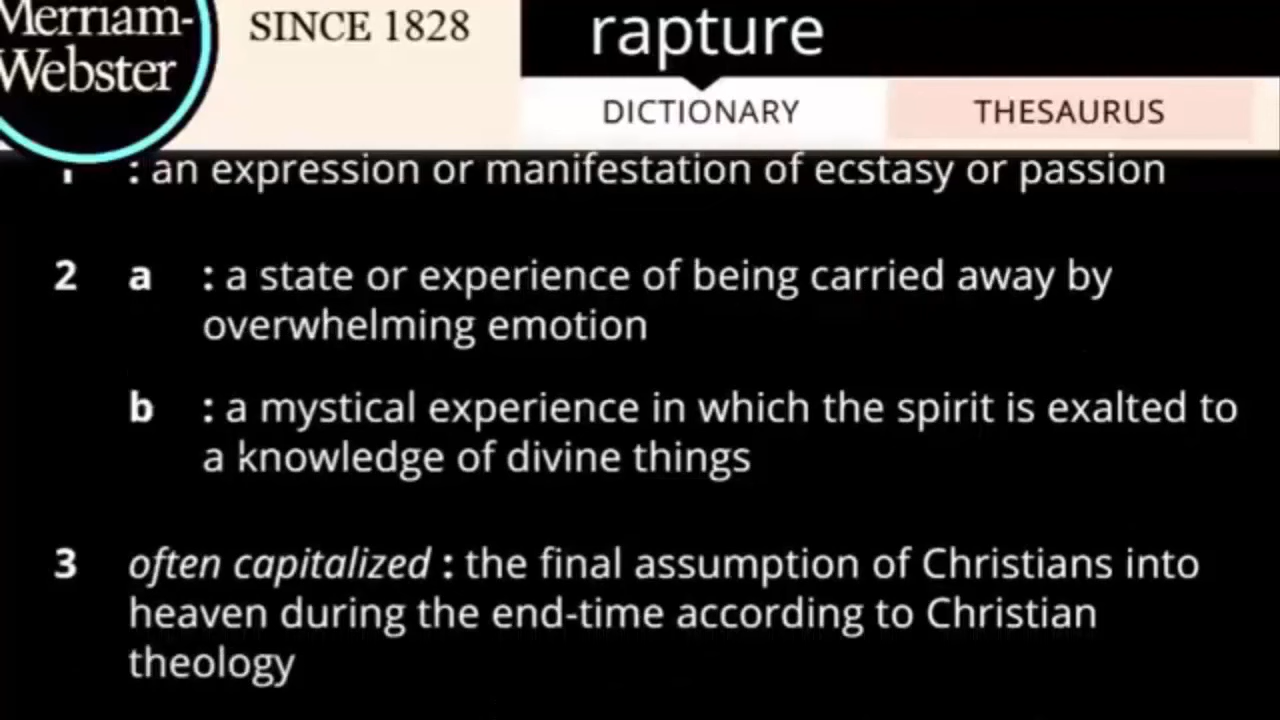 Merriam-
Webster
SINCE 1828
rapture
DICTIONARY
THESAURUS
1 : an expression or manifestation of ecstasy or passion
2 a : a state or experience of being carried away by
overwhelming emotion
b : a mystical experience in which the spirit is exalted to
a knowledge of divine things
3 often capitalized : the final assumption of Christians into
heaven during the end-time according to Christian
theology